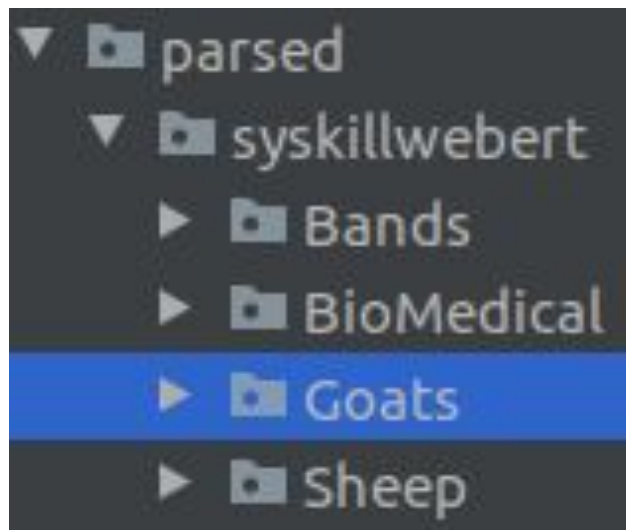 parsed
syskillwebert
Bands
BioMedical
Goats
Sheep